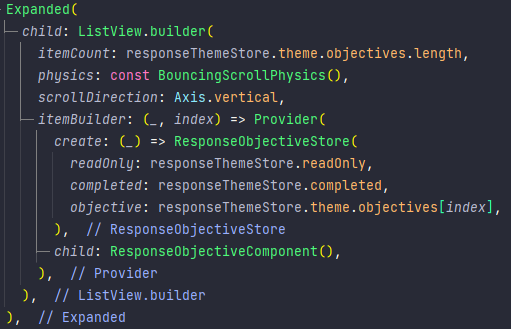 Expanded(
child: ListView.builder(
itemCount: responseThemeStore.theme.objectives.length,
physics: const BouncingScrollPhysics(),
scrollDirection: Axis.vertical,
itemBuilder: (_, index) => Provider(
create: (_) => ResponseObjectiveStore(
readOnly: responseThemeStore.readOnly,
completed: responseThemeStore.completed,
objective: responseThemeStore.theme.objectives[index],
), // ResponseObjectiveStore
child: ResponseObjectiveComponent(),
), // Provider
), // ListView.builder
), // Expanded